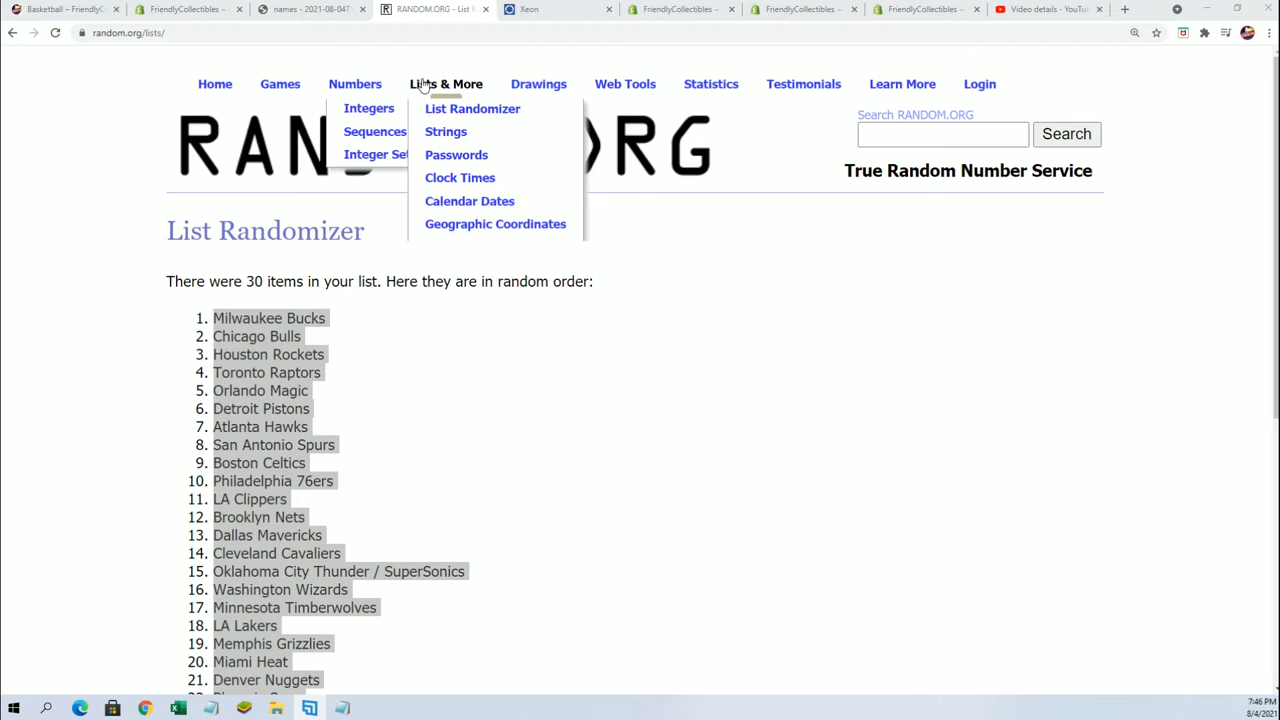 Basketball – FriendlyC
FriendlyCollectibles –
names - 2021-08-04T
RANDOM.ORG - List R
Xeon
FriendlyCollectibles –
FriendlyCollectibles –
FriendlyCollectibles –
Video details - YouTu
random.org/lists/
Home Games Numbers Lists & More Drawings Web Tools Statistics Testimonials Learn More Login
Integers
Sequences
Integer Set
List Randomizer
Strings
Passwords
Clock Times
Calendar Dates
Geographic Coordinates
Search RANDOM.ORG
Search
True Random Number Service
List Randomizer
There were 30 items in your list. Here they are in random order:
1. Milwaukee Bucks
2. Chicago Bulls
3. Houston Rockets
4. Toronto Raptors
5. Orlando Magic
6. Detroit Pistons
7. Atlanta Hawks
8. San Antonio Spurs
9. Boston Celtics
10. Philadelphia 76ers
11. LA Clippers
12. Brooklyn Nets
13. Dallas Mavericks
14. Cleveland Cavaliers
15. Oklahoma City Thunder / SuperSonics
16. Washington Wizards
17. Minnesota Timberwolves
18. LA Lakers
19. Memphis Grizzlies
20. Miami Heat
21. Denver Nuggets
7:46 PM
8/4/2021